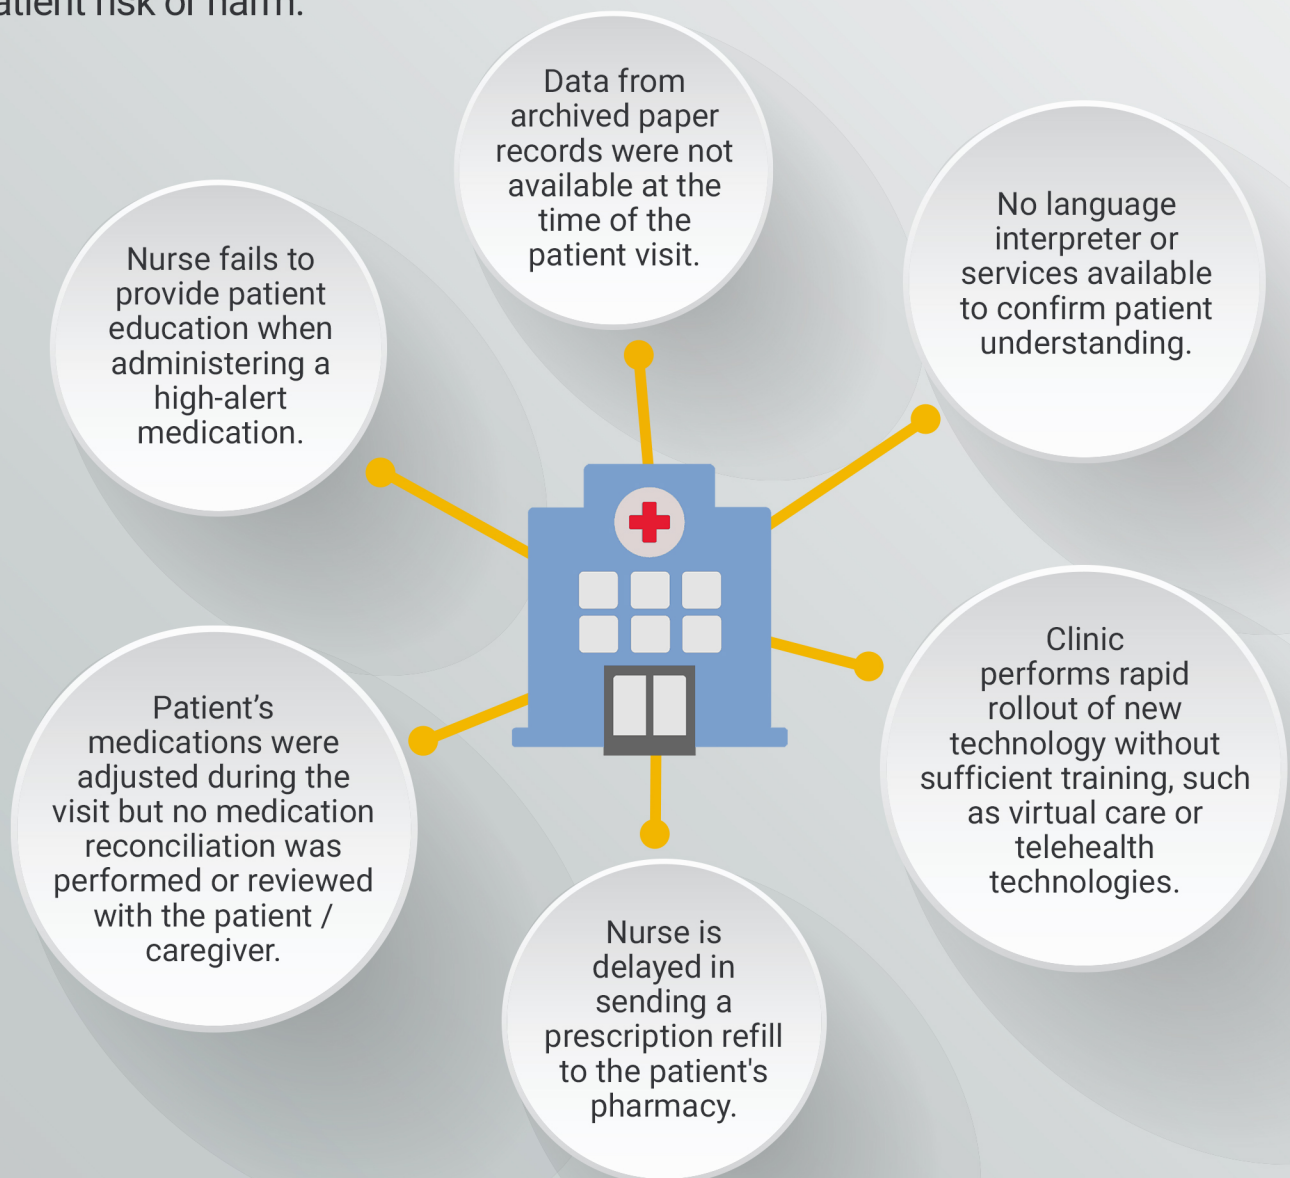 patient risk or harm.
Data from
archived paper
records were not
available at the
time of the
patient visit.
No language
interpreter or
services available
to confirm patient
understanding.
Nurse fails to
provide patient
education when
administering a
high-alert
medication.
Clinic
performs rapid
rollout of new
technology without
sufficient training, such
as virtual care or
telehealth
technologies.
Patient’s
medications were
adjusted during the
visit but no medication
reconciliation was
performed or reviewed
with the patient /
caregiver.
Nurse is
delayed in
sending a
prescription refill
to the patient's
pharmacy.